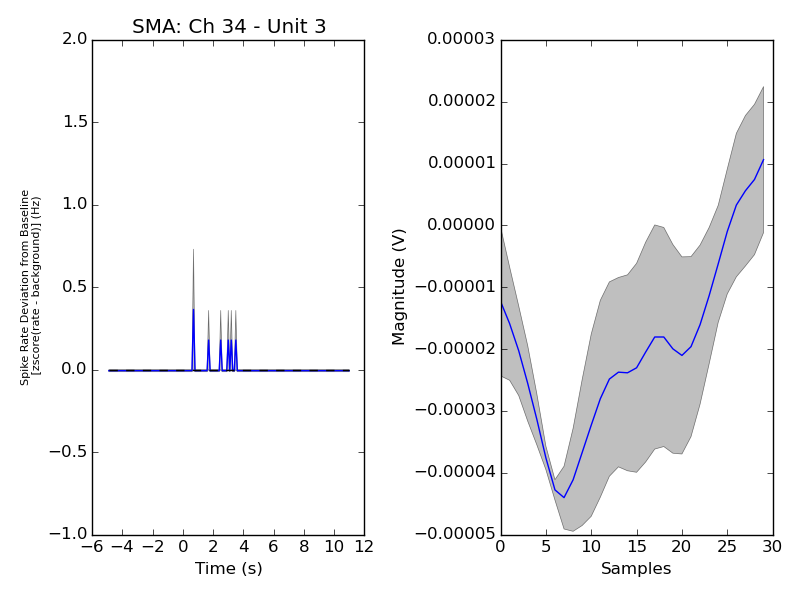 SMA: Ch 34 - Unit 3
2.0
1.5
1.0
0.5
0.0
−0.5
−1.0
−6 −4 −2 0 2 4 6 8 10 12
Time (s)
Spike Rate Deviation from Baseline
[zscore(rate - background)] (Hz)
0.00003
0.00002
0.00001
0.00000
−0.00001
−0.00002
−0.00003
−0.00004
−0.00005
0 5 10 15 20 25 30
Samples
Magnitude (V)